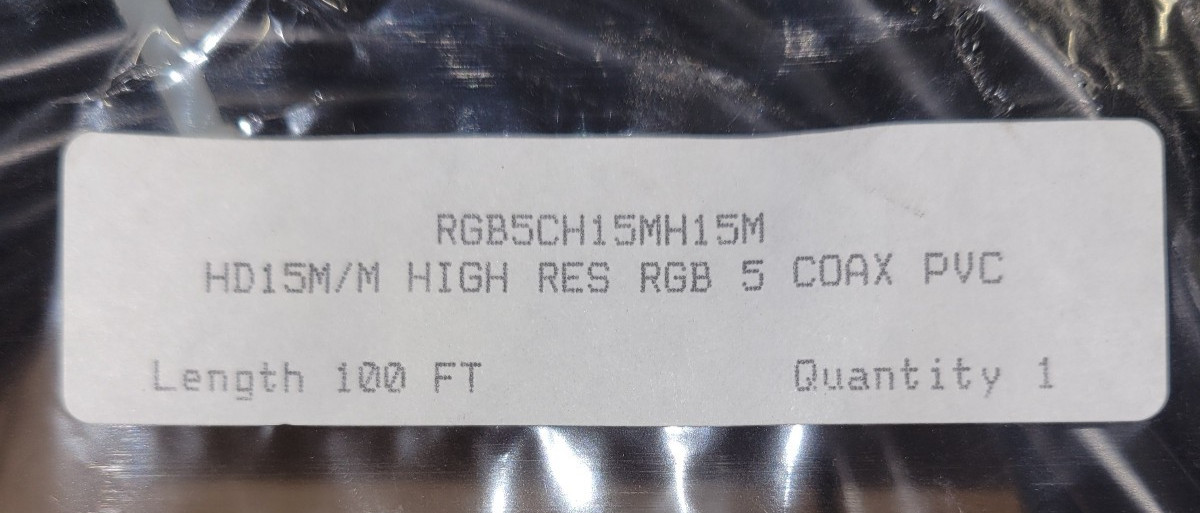 RGB5CH15MH15M
HD15M/M HIGH RES RGB 5 COAX PVC
Length 100 FT Quantity 1